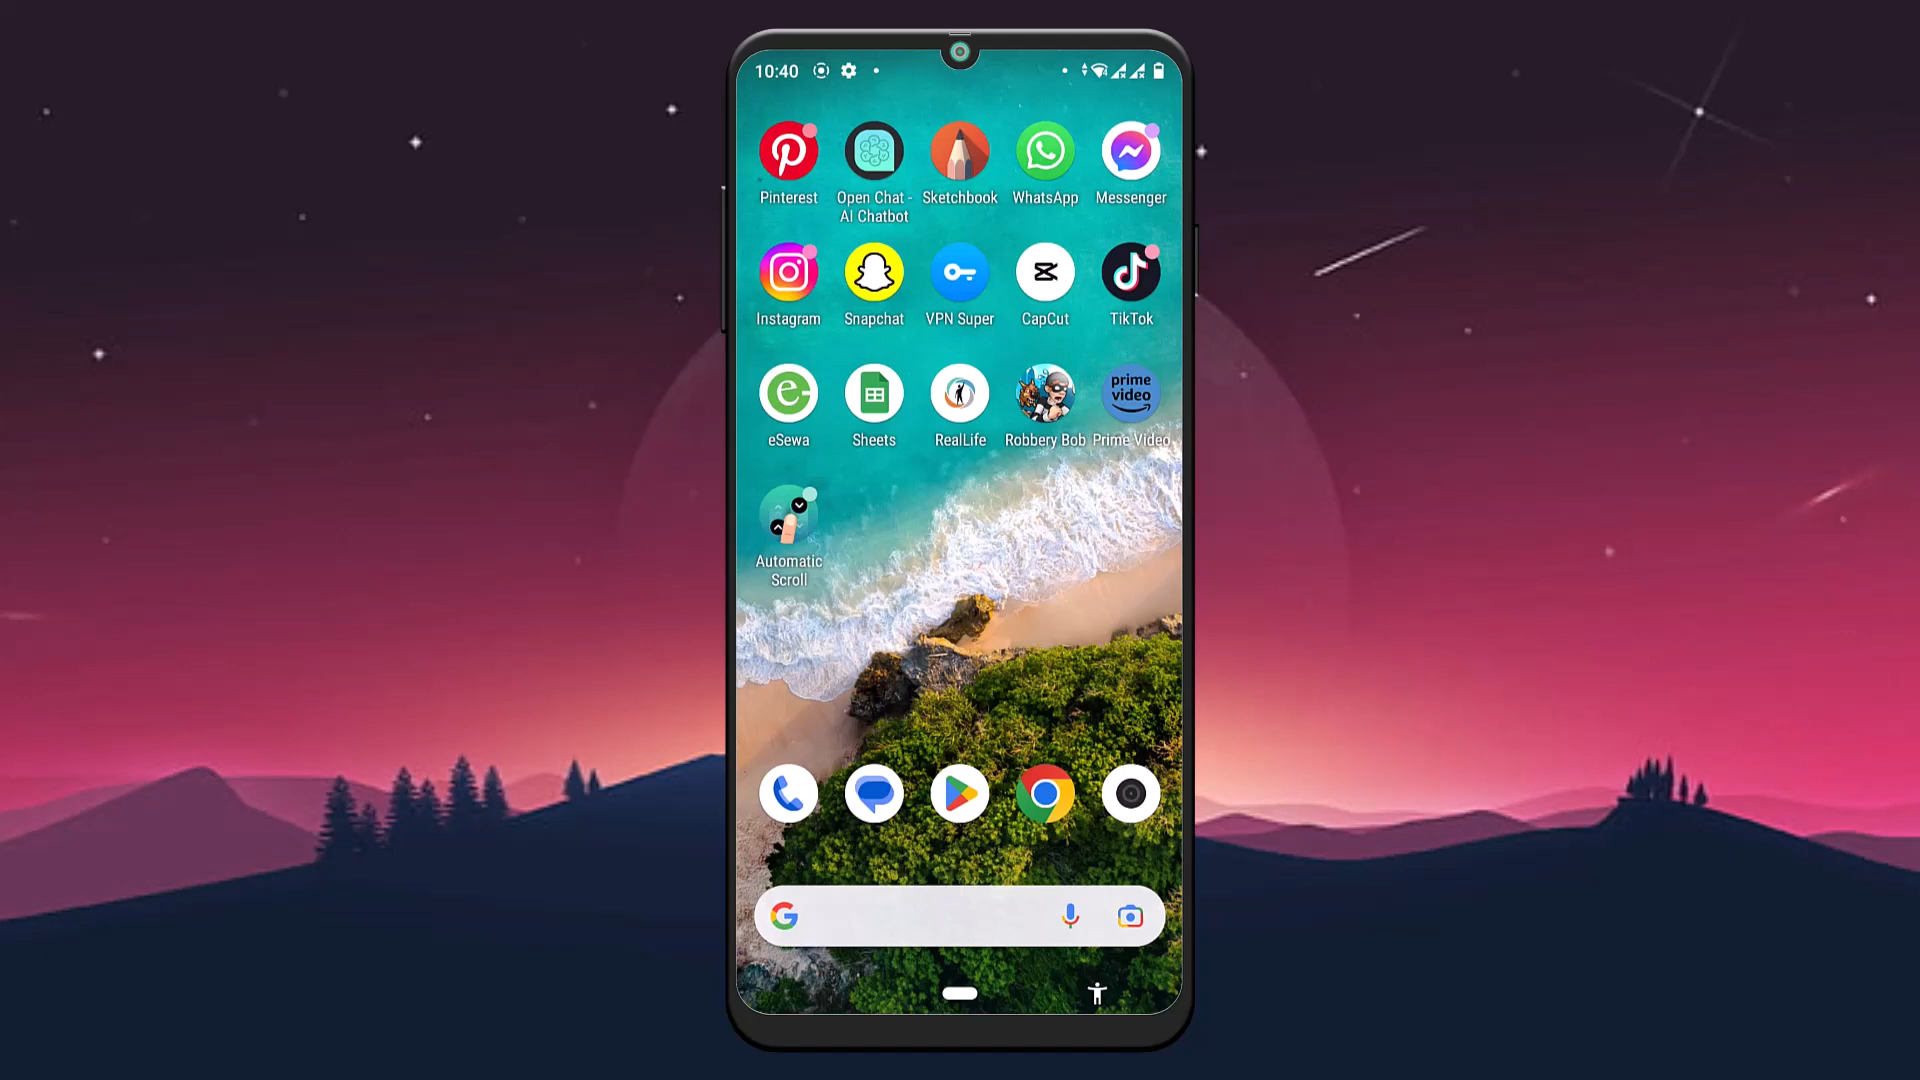 10:40
Pinterest
Open Chat -
AI Chatbot
Sketchbook
WhatsApp
Messenger
Instagram
Snapchat
VPN Super
CapCut
TikTok
prime
video
eSewa
Sheets
RealLife
Robbery Bob
Prime Video
Automatic
Scroll